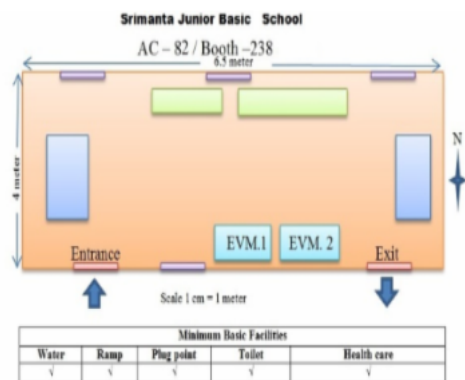 Srimanta Junior Basic School
AC – 82 / Booth –238
6.5 meter
4 meter
N
EVM.1 EVM. 2
Entrance Exit
Scale 1 cm = 1 meter
Minimum Basic Facilities
Water Ramp Plug point Toilet Health care
√ √ √ √ √